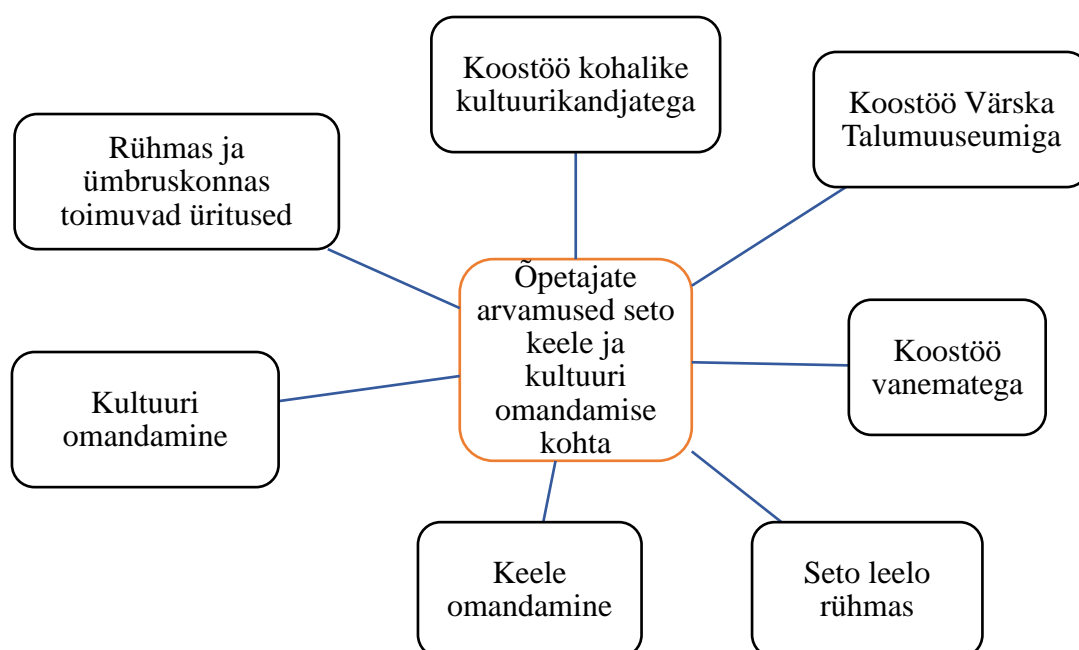 Koostöö kohalike
kultuurikandjatega
Koostöö Värska
Talumuuseumiga
Rühmas ja
ümbruskonnas
toimuvad üritused
Õpetajate
arvamused seto
keele ja
kultuuri
omandamise
kohta
Koostöö
vanematega
Kultuuri
omandamine
Keele
omandamine
Seto leelo
rühmas